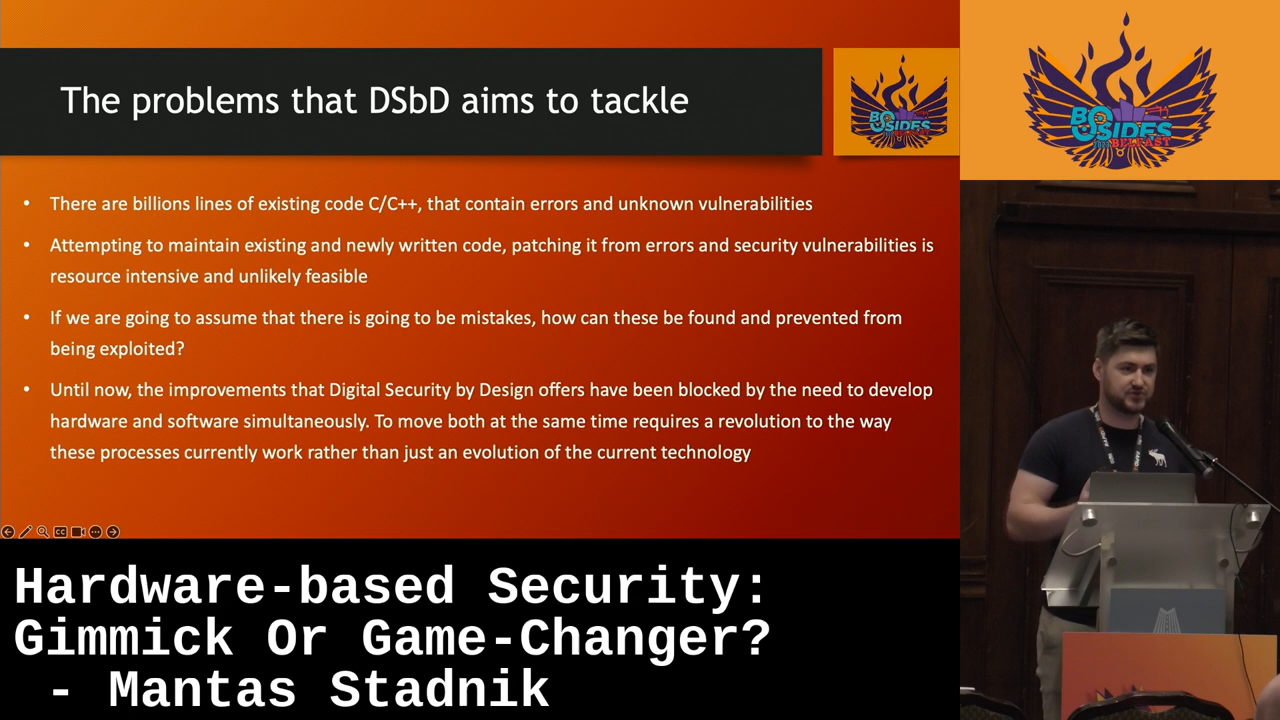 The problems that DSbD aims to tackle
BSIDES
2023 BELFAST
BSIDES
2023 BELFAST
• There are billions lines of existing code C/C++, that contain errors and unknown vulnerabilities
• Attempting to maintain existing and newly written code, patching it from errors and security vulnerabilities is
resource intensive and unlikely feasible
• If we are going to assume that there is going to be mistakes, how can these be found and prevented from
being exploited?
• Until now, the improvements that Digital Security by Design offers have been blocked by the need to develop
hardware and software simultaneously. To move both at the same time requires a revolution to the way
these processes currently work rather than just an evolution of the current technology
CC
Hardware-based Security:
Gimmick Or Game-Changer?
- Mantas Stadnik